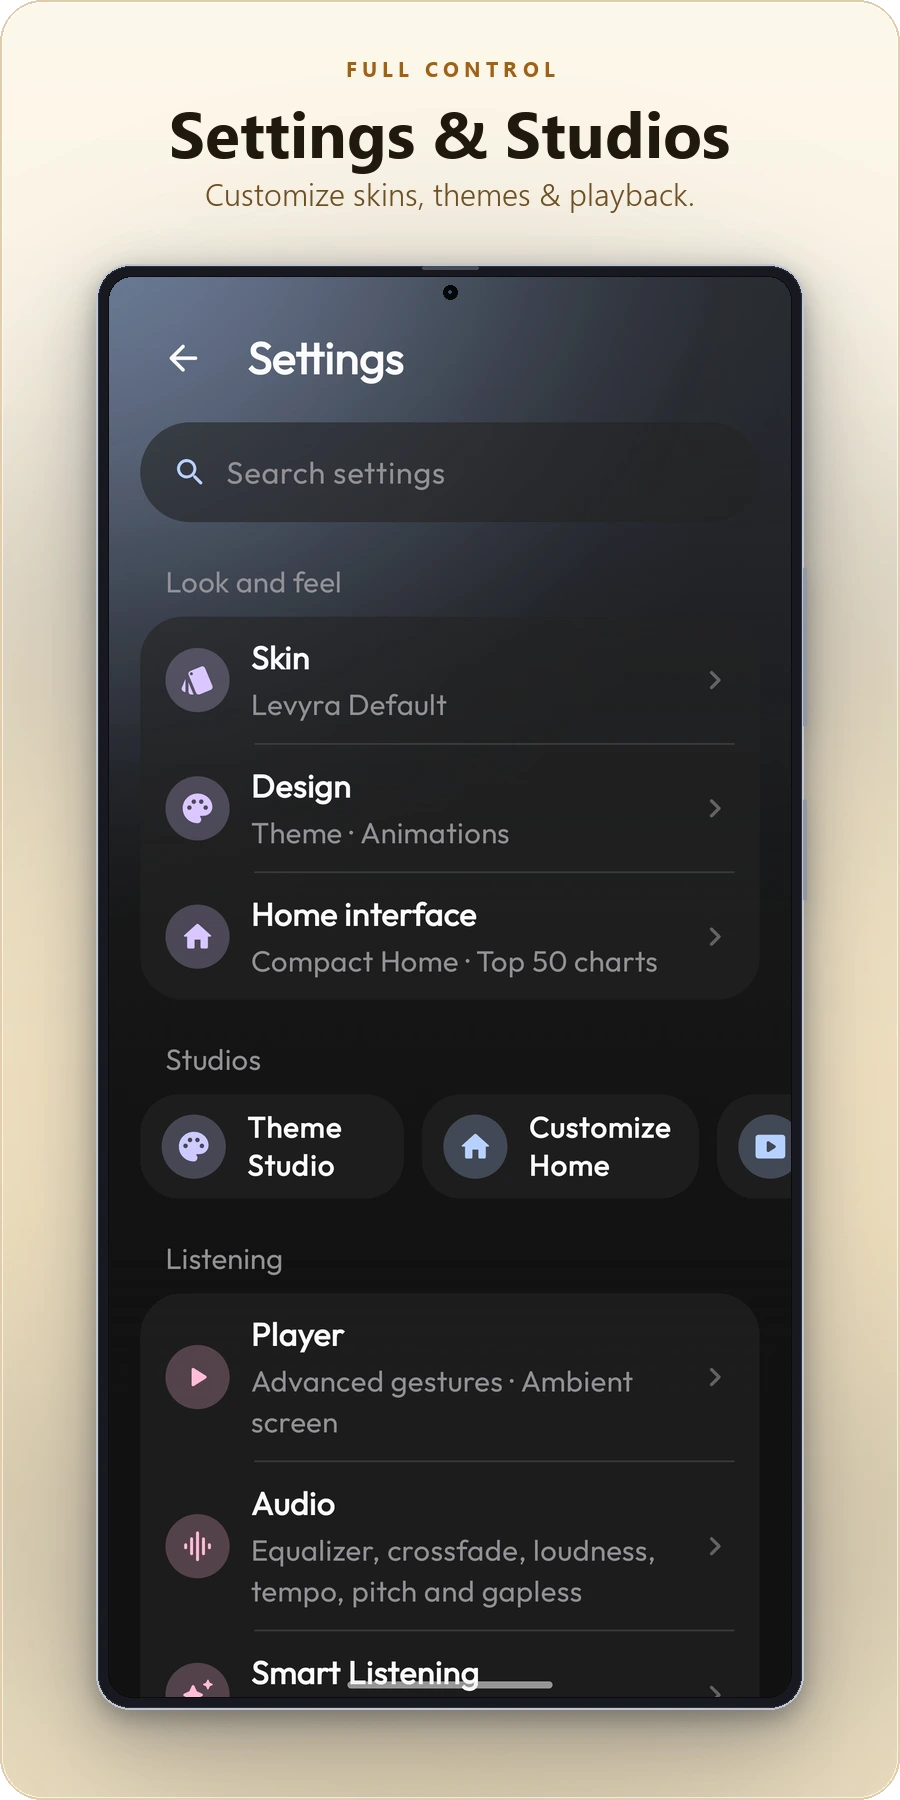 FULL CONTROL
Settings & Studios
Customize skins, themes & playback.
Settings
Search settings
Look and feel
Skin
Levyra Default
Design
Theme · Animations
Home interface
Compact Home · Top 50 charts
Studios
Theme
Studio
Customize
Home
Listening
Player
Advanced gestures · Ambient
screen
Audio
Equalizer, crossfade, loudness,
tempo, pitch and gapless
Smart Listening